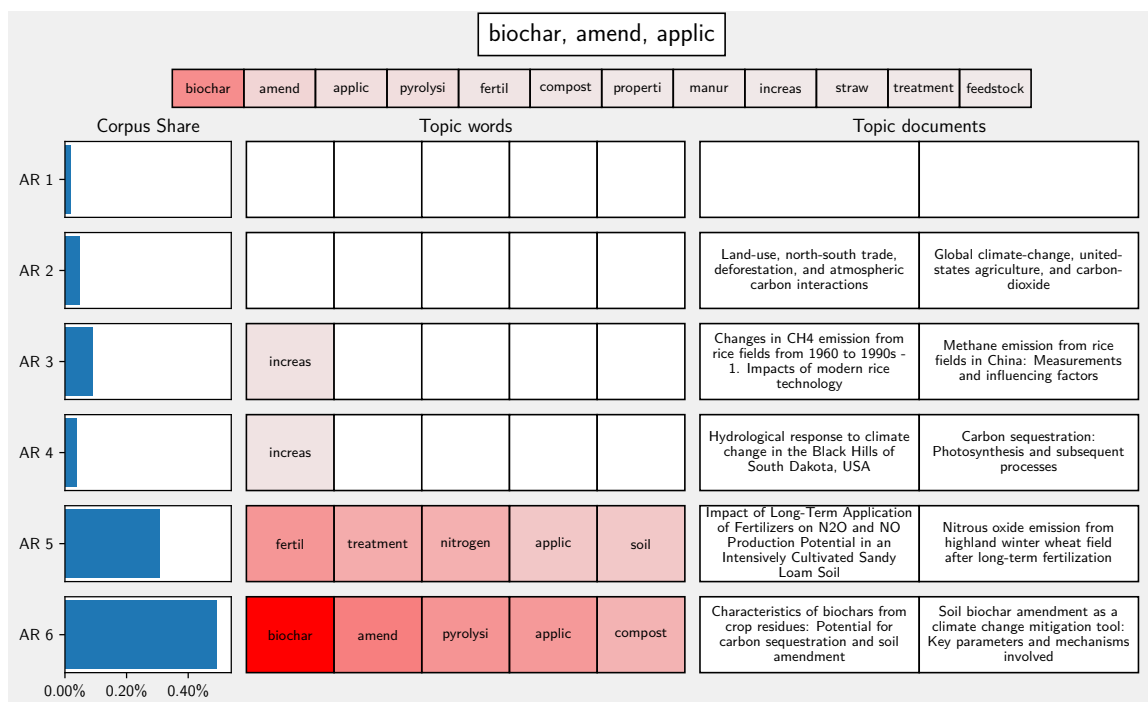 biochar, amend, applic
biochar amend applic pyrolysi fertil compost properti manur increas straw treatment feedstock
Corpus Share Topic words Topic documents
AR 1
AR 2
Land-use, north-south trade,
deforestation, and atmospheric
carbon interactions
Global climate-change, united-
states agriculture, and carbon-
dioxide
AR 3
increas
Changes in CH4 emission from
rice fields from 1960 to 1990s -
1. Impacts of modern rice
technology
Methane emission from rice
fields in China: Measurements
and influencing factors
AR 4
increas
Hydrological response to climate
change in the Black Hills of
South Dakota, USA
Carbon sequestration:
Photosynthesis and subsequent
processes
AR 5
fertil treatment nitrogen applic soil
Impact of Long-Term Application
of Fertilizers on N2O and NO
Production Potential in an
Intensively Cultivated Sandy
Loam Soil
Nitrous oxide emission from
highland winter wheat field
after long-term fertilization
AR 6
biochar amend pyrolysi applic compost
Characteristics of biochars from
crop residues: Potential for
carbon sequestration and soil
amendment
Soil biochar amendment as a
climate change mitigation tool:
Key parameters and mechanisms
involved
0.00% 0.20% 0.40%